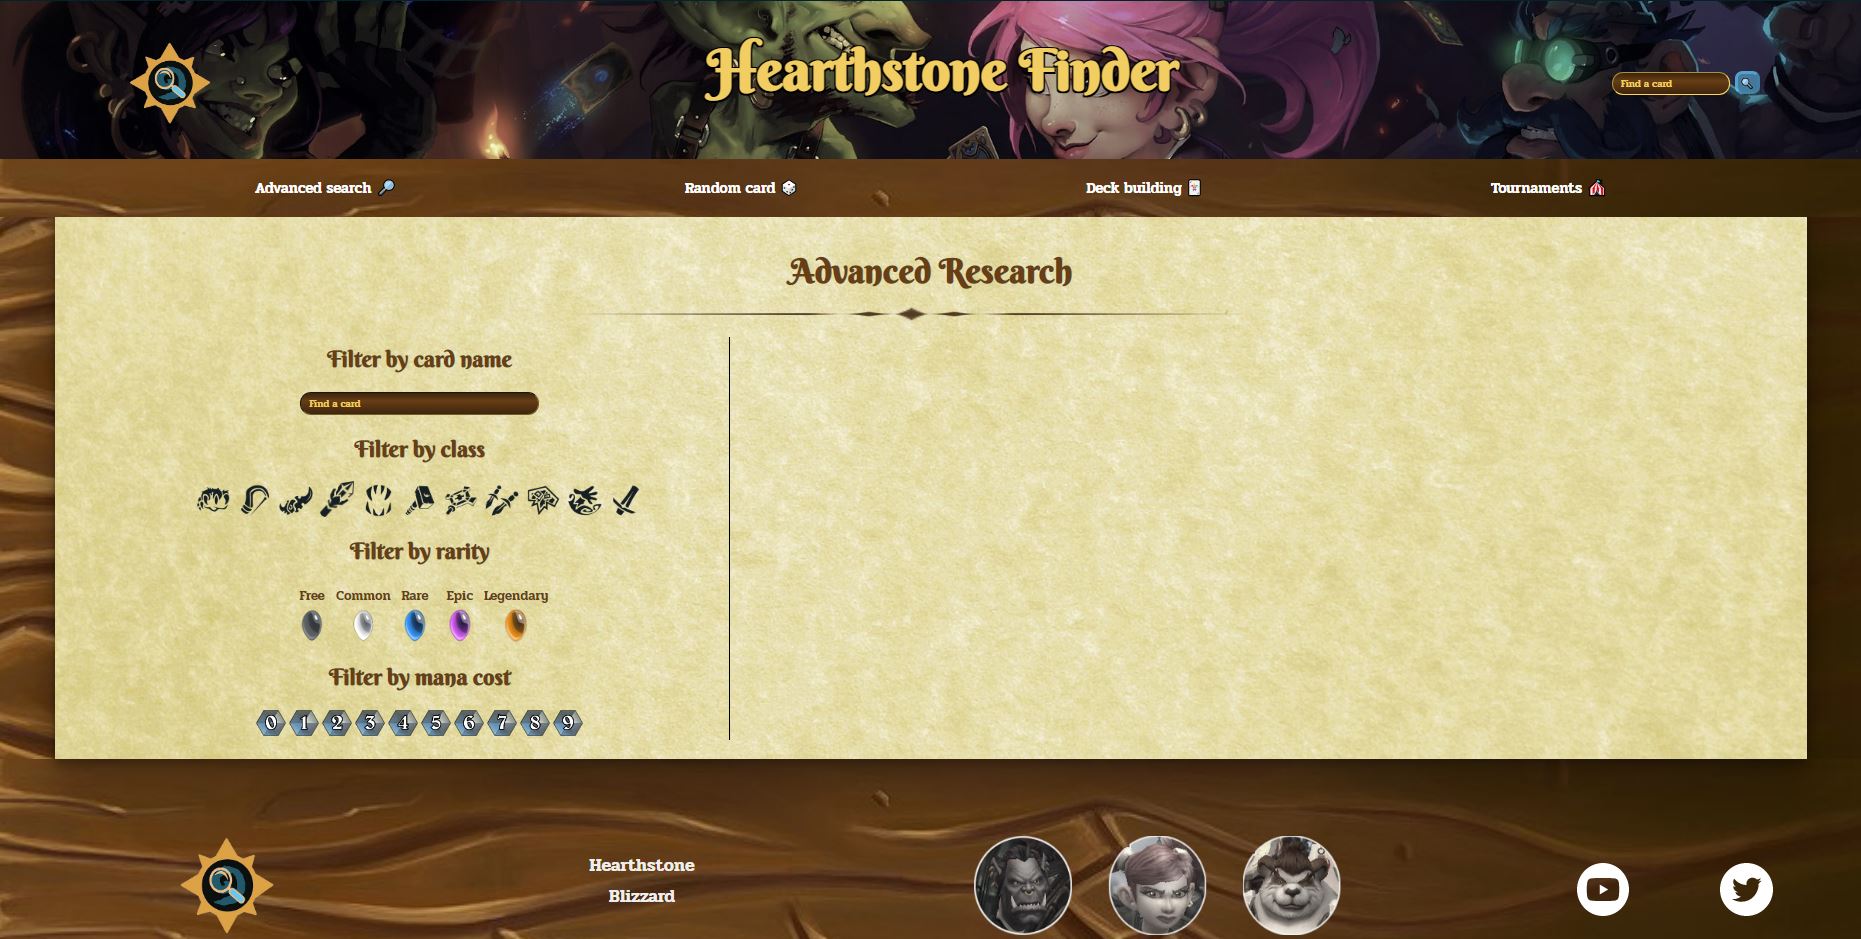 Hearthstone Finder
Find a card
Advanced search
Random card
Deck building
Tournaments
Advanced Research
Filter by card name
Find a card
Filter by class
Filter by rarity
Free Common Rare Epic Legendary
Filter by mana cost
0 1 2 3 4 5 6 7 8 9
Hearthstone
Blizzard